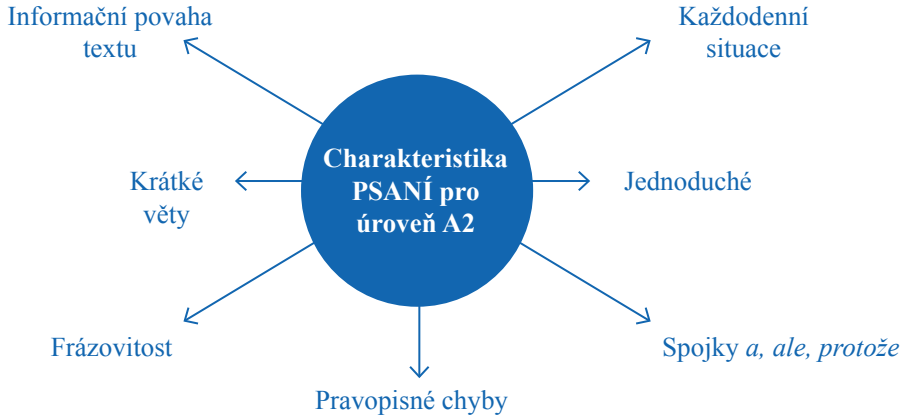 Informační povaha
textu
Každodenní
situace
Charakteristika
PSANÍ pro
úroveň A2
Krátké
věty
Jednoduché
Frázovitost
Spojky a, ale, protože
Pravopisné chyby